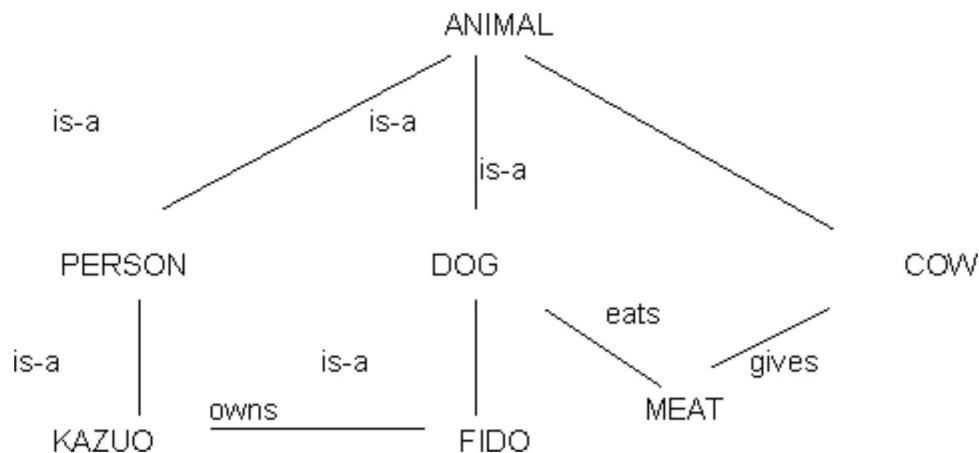 ANIMAL
is-a is-a
is-a
PERSON DOG COW
eats
is-a is-a gives
owns MEAT
KAZUO FIDO